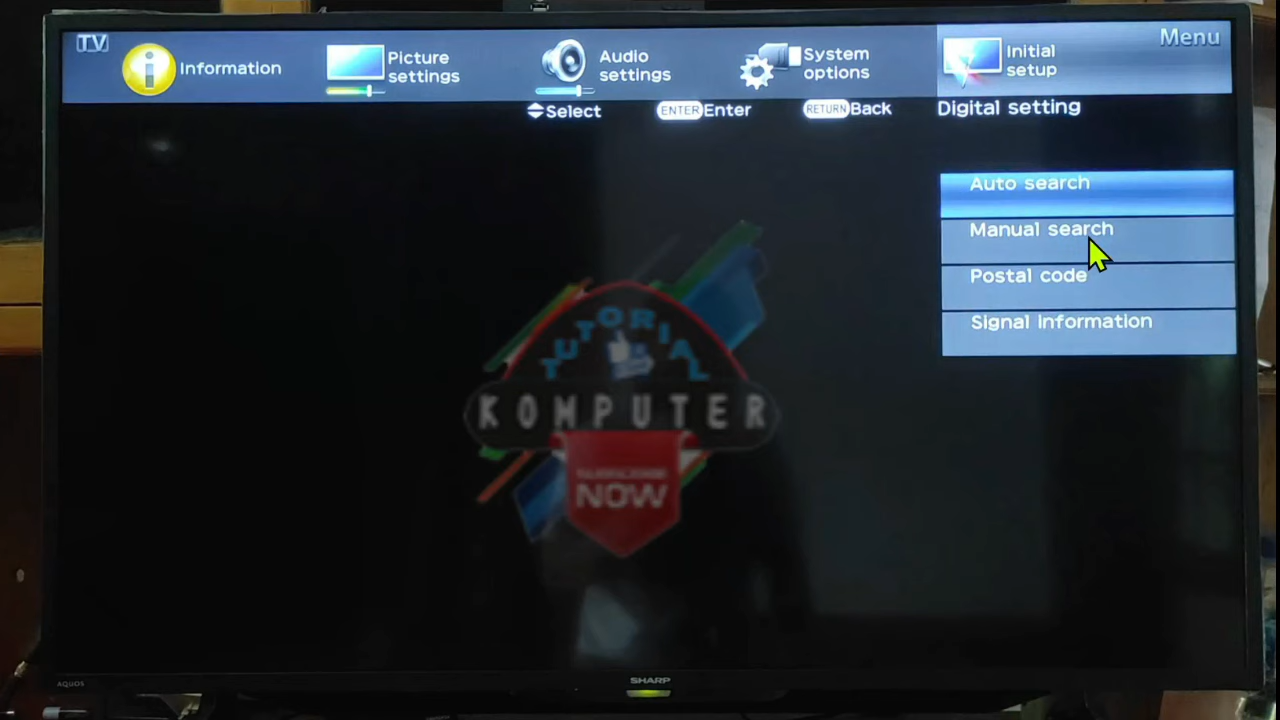 TV
Information
Picture
settings
Audio
settings
System
options
Initial
setup
Menu
Select
ENTER Enter
RETURN Back
Digital setting
Auto search
Manual search
Postal code
Signal information
TUTORIAL
KOMPUTER
NOW
AQUOS
SHARP